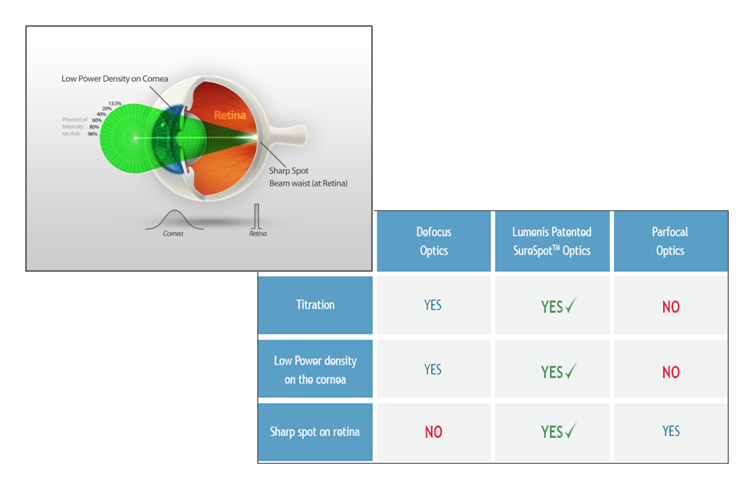 Low Power Density on Cornea
13.5%
20%
40%
60%
80%
96%
Percent of
Intensity
on Axis
Retina
Sharp Spot
Beam waist (at Retina)
Cornea
Retina
Defocus
Optics
Lumenis Patented
SureSpot™ Optics
Parfocal
Optics
Titration
YES
YES✓
NO
Low Power density
on the cornea
YES
YES✓
NO
Sharp spot on retina
NO
YES✓
YES